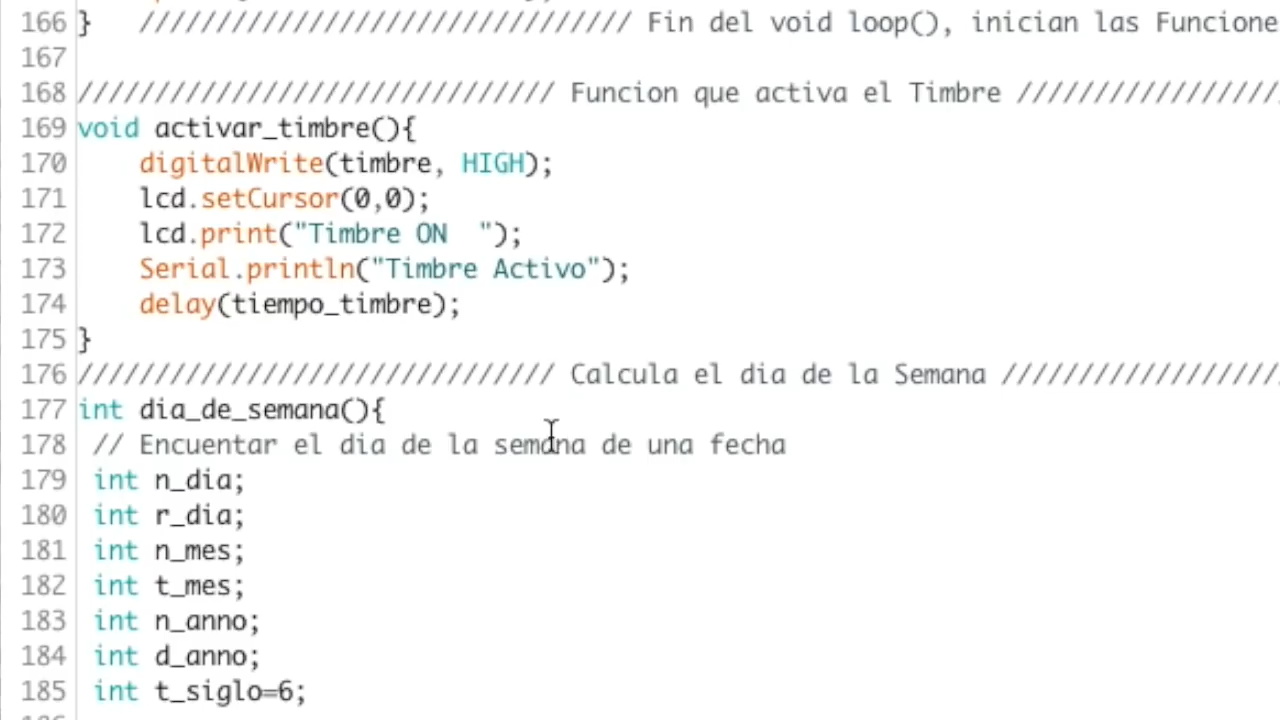 166 } //////////////////////////////// Fin del void loop(), inician las Funcione
167
168 /////////////////////////////// Funcion que activa el Timbre /////////////////
169 void activar_timbre(){
170 digitalWrite(timbre, HIGH);
171 lcd.setCursor(0,0);
172 lcd.print("Timbre ON  ");
173 Serial.println("Timbre Activo");
174 delay(tiempo_timbre);
175 }
176 /////////////////////////////// Calcula el dia de la Semana //////////////////
177 int dia_de_semana(){
178 // Encuentar el dia de la semana de una fecha
179 int n_dia;
180 int r_dia;
181 int n_mes;
182 int t_mes;
183 int n_anno;
184 int d_anno;
185 int t_siglo=6;